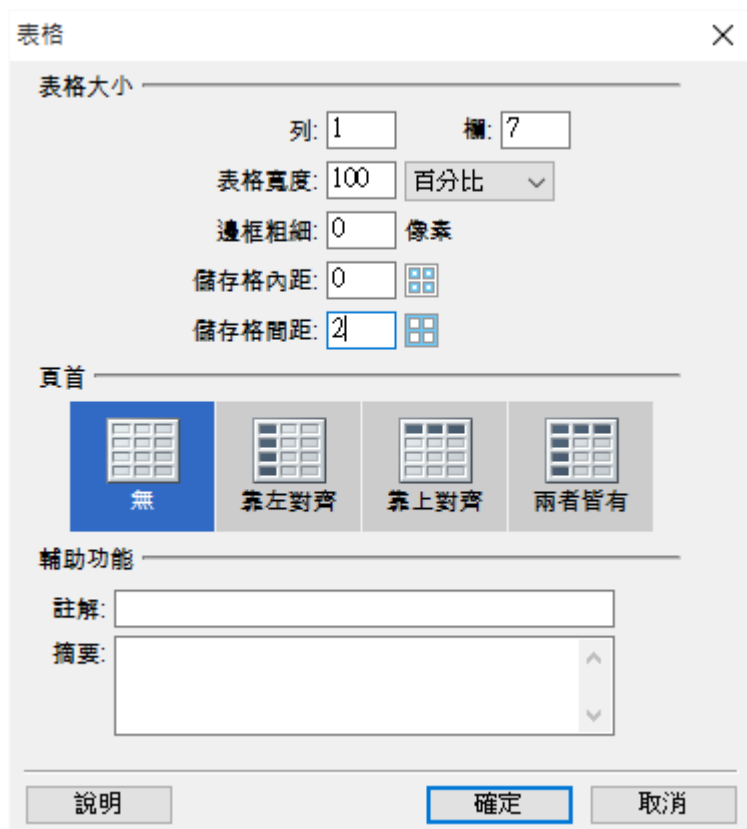 表格
表格大小
列: 1 欄: 7
表格寬度: 100 百分比
邊框粗細: 0 像素
儲存格內距: 0
儲存格間距: 2
頁首
無 靠左對齊 靠上對齊 兩者皆有
輔助功能
註解:
摘要:
說明 確定 取消